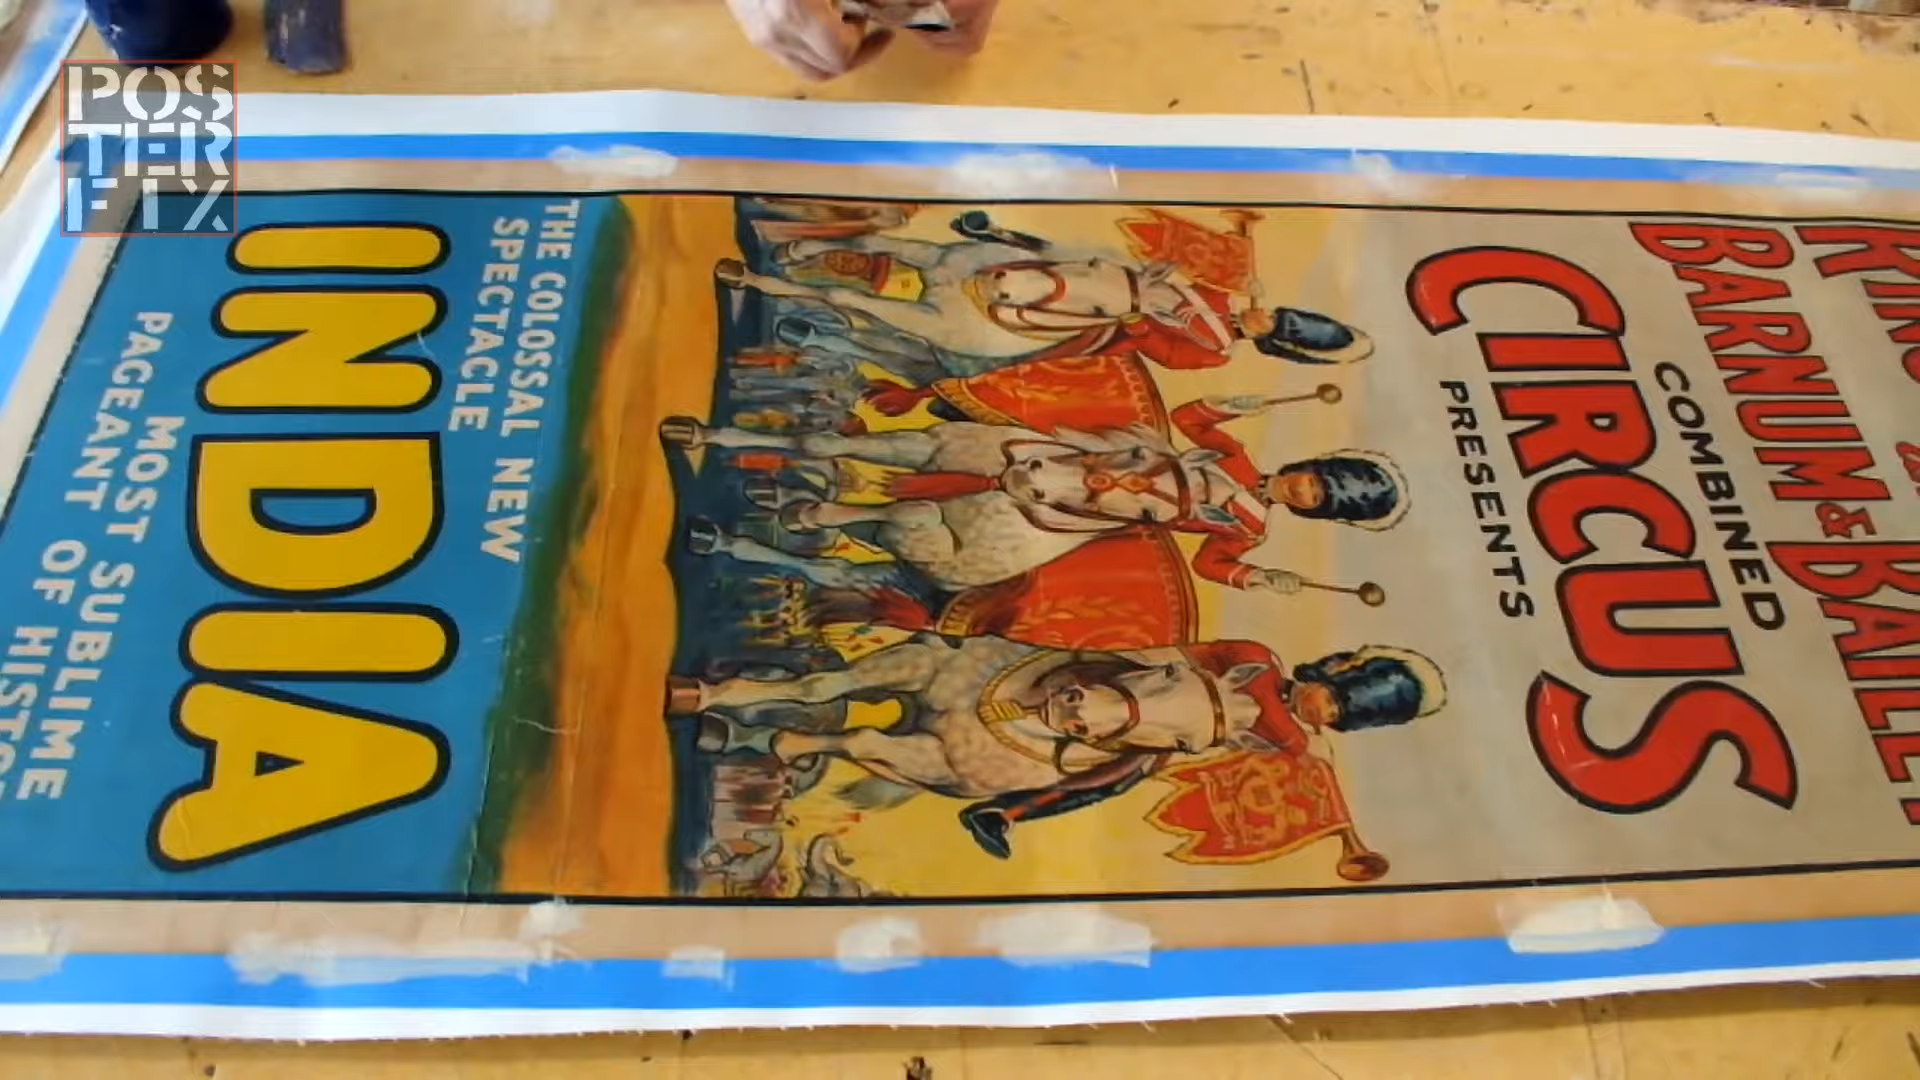 POS
TER
FIX
BARNUM & BAILEY
COMBINED
CIRCUS
PRESENTS
THE COLOSSAL NEW
SPECTACLE
INDIA
MOST SUBLIME
PAGEANT OF